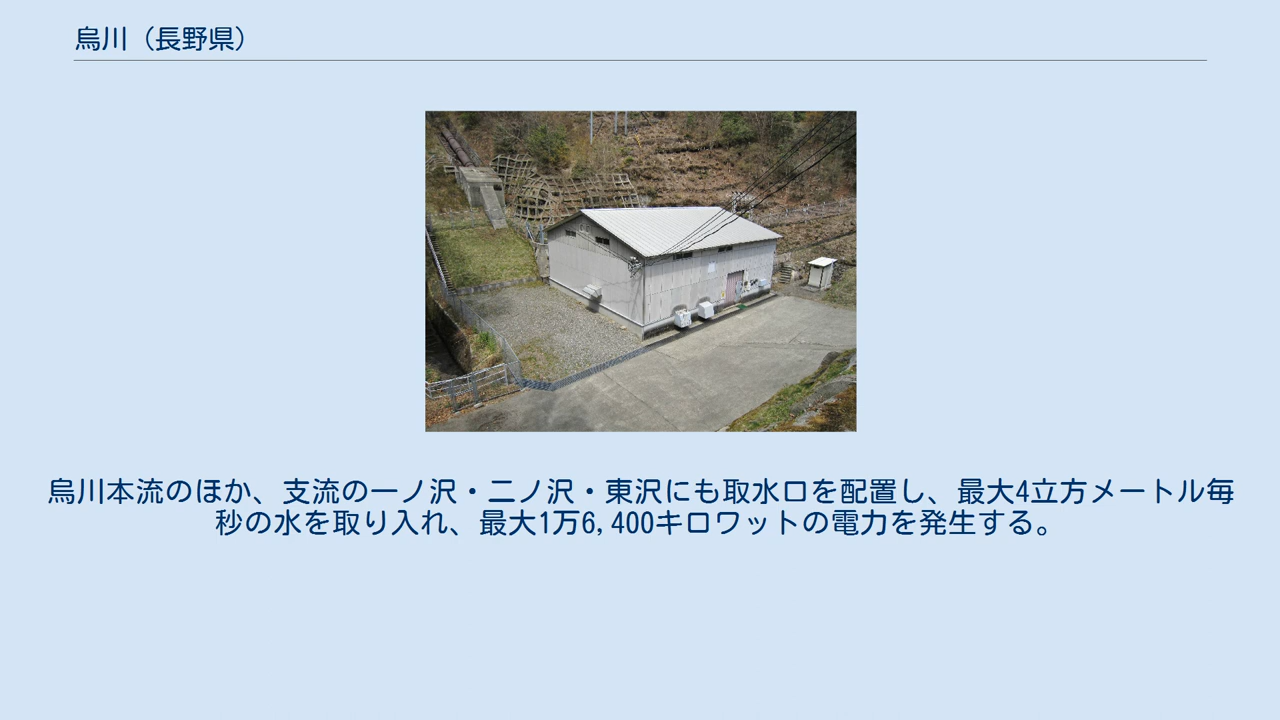 烏川（長野県）
烏川本流のほか、支流の一ノ沢・二ノ沢・東沢にも取水口を配置し、最大4立方メートル毎
秒の水を取り入れ、最大1万6,400キロワットの電力を発生する。